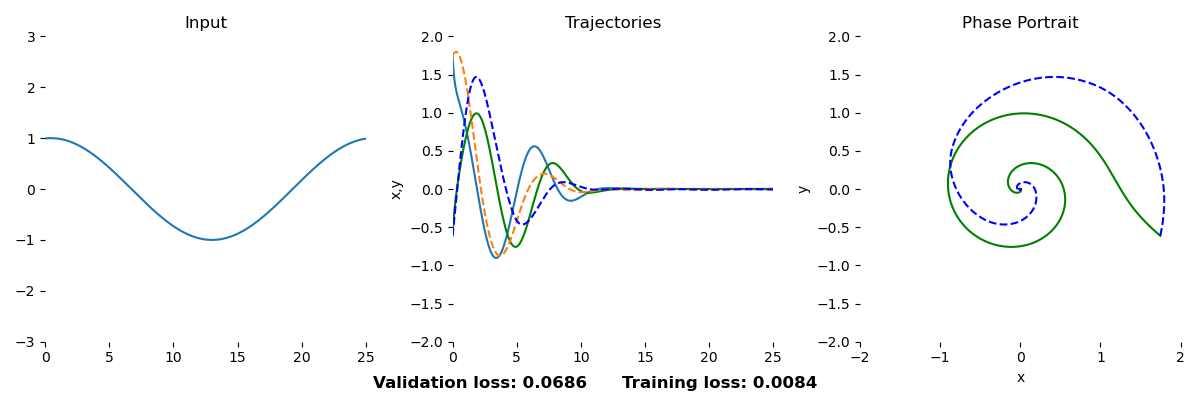 Input
3
2
1
0
−1
−2
−3
0 5 10 15 20 25
Trajectories
x,y
2.0
1.5
1.0
0.5
0.0
−0.5
−1.0
−1.5
−2.0
0 5 10 15 20 25
Phase Portrait
y
2.0
1.5
1.0
0.5
0.0
−0.5
−1.0
−1.5
−2.0
−2 −1 0 1 2
x
Validation loss: 0.0686 Training loss: 0.0084